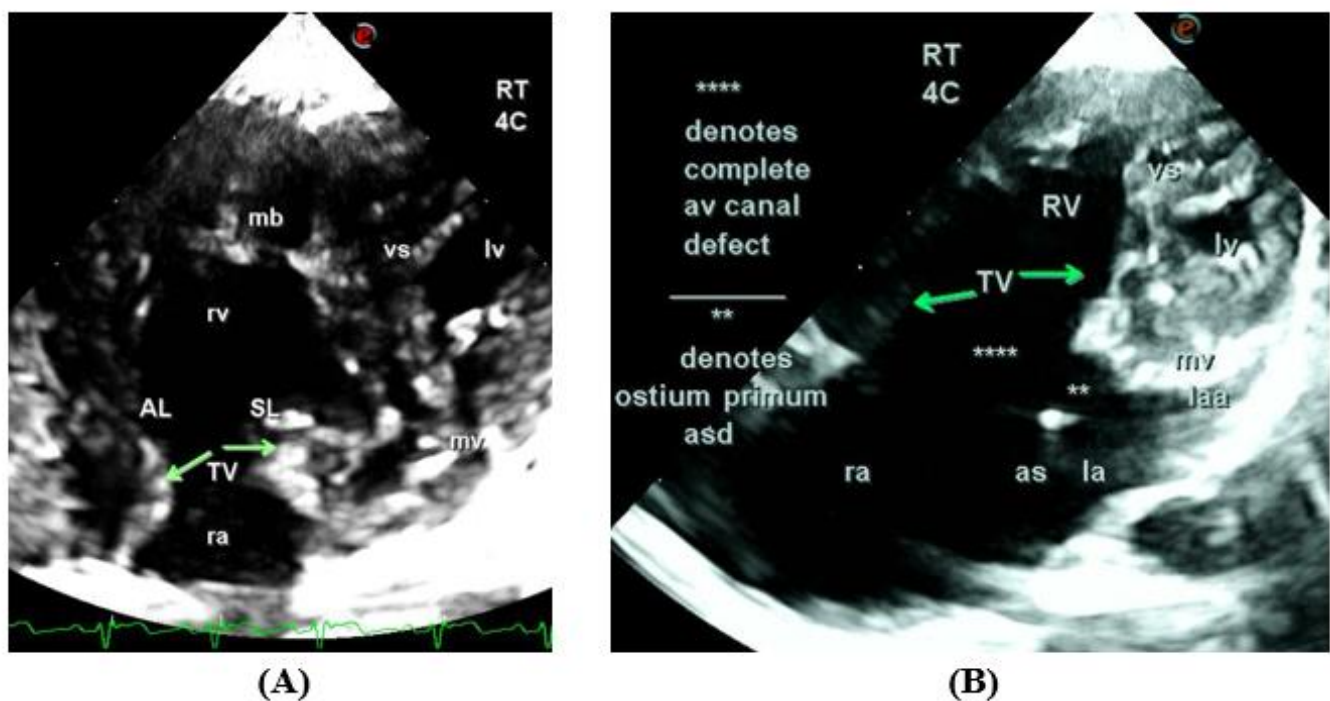 RT
4C
mb
vs
lv
rv
AL
SL
mv
TV
ra
(A)
RT
4C
****
denotes
complete
av canal
defect
**
denotes
ostium primum
asd
vs
RV
lv
TV
****
mv
**
laa
ra
as
la
(B)